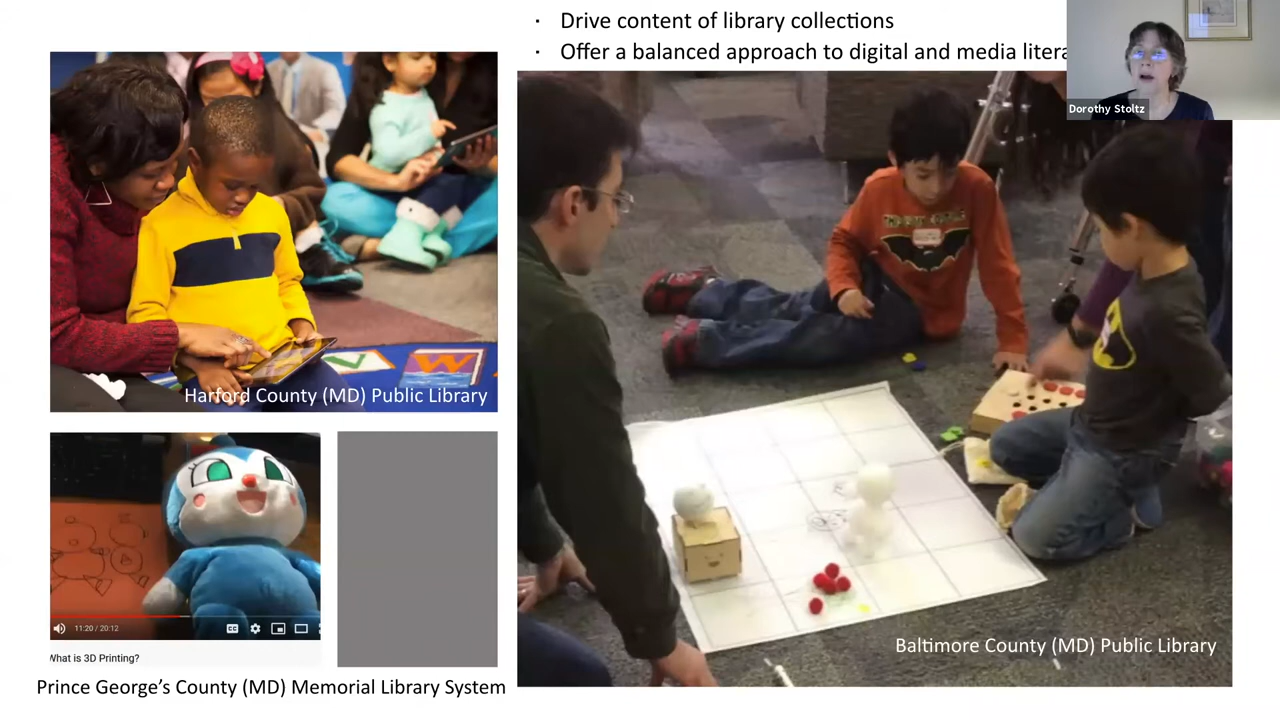 · Drive content of library collections
· Offer a balanced approach to digital and media
Dorothy Stoltz
Harford County (MD) Public Library
V
W
11:20 / 20:12
CC
What is 3D Printing?
Prince George's County (MD) Memorial Library System
Baltimore County (MD) Public Library